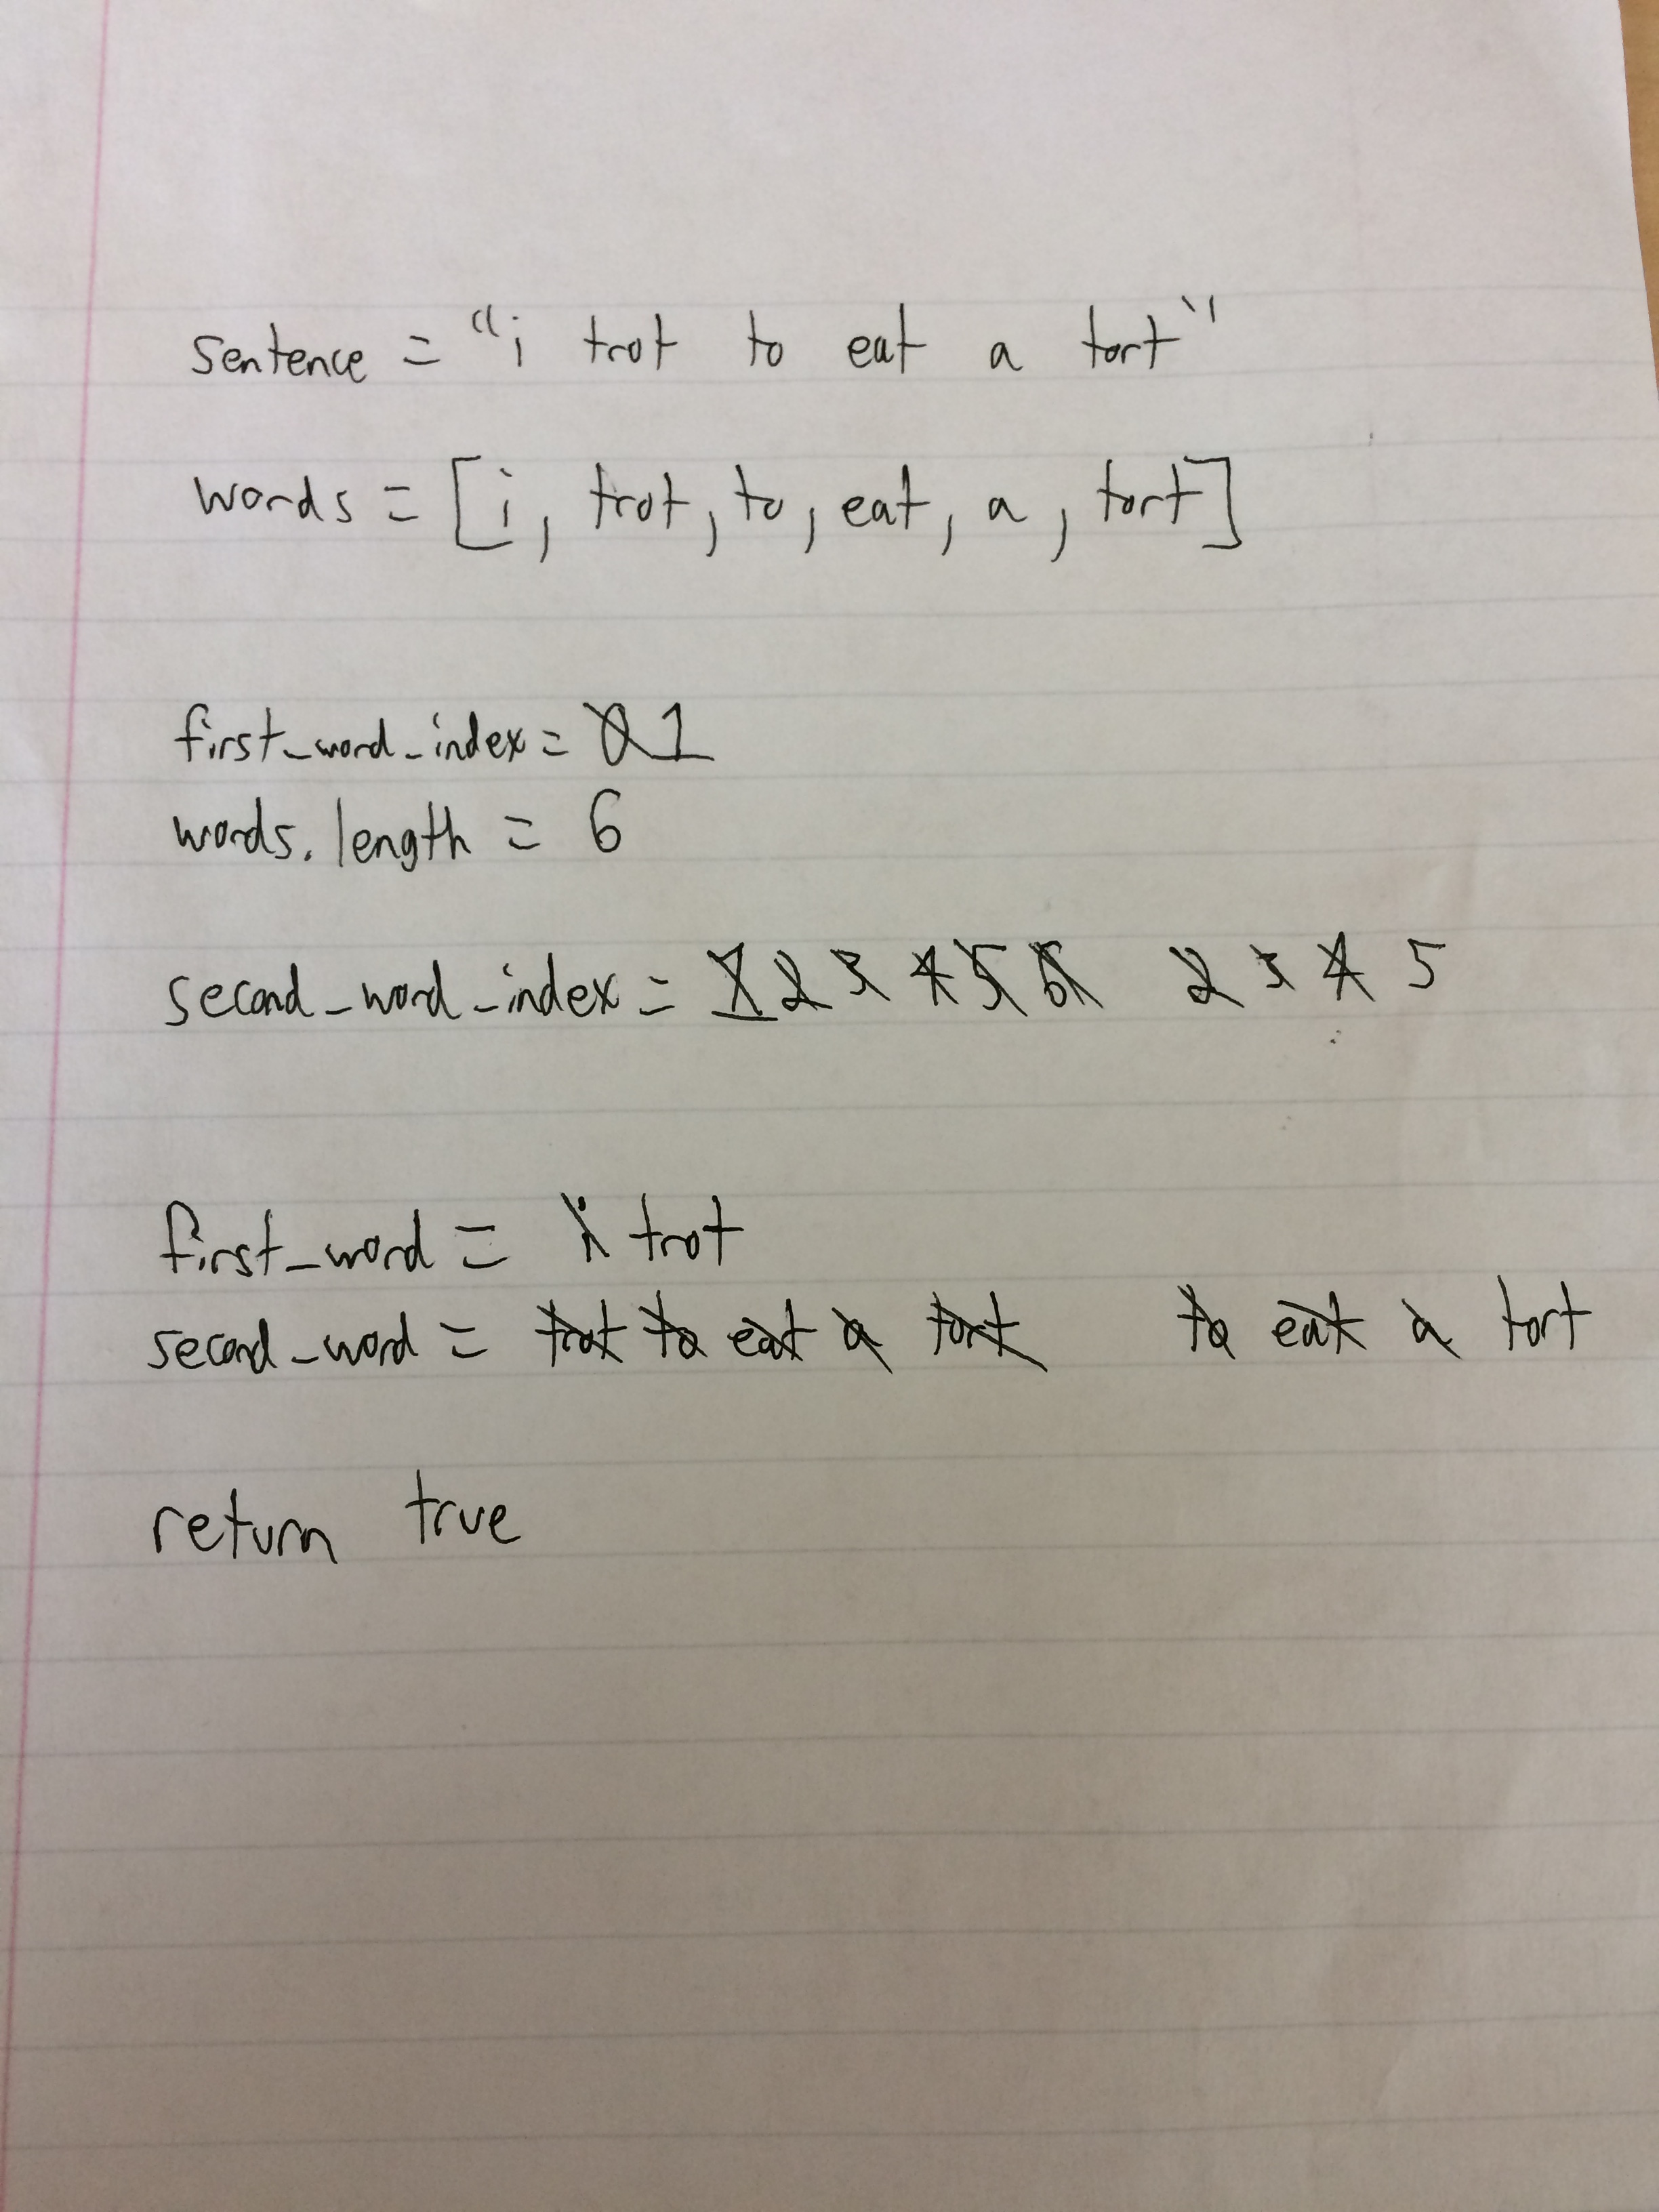 sentence = "i trot to eat a tort"
words = [i, trot, to, eat, a, tort]
first_word_index = 0 1
words.length = 6
second_word_index = 1 2 3 4 5 6 2 3 4 5
first_word = i trot
second_word = trot to eat a tort to eat a tort
return true